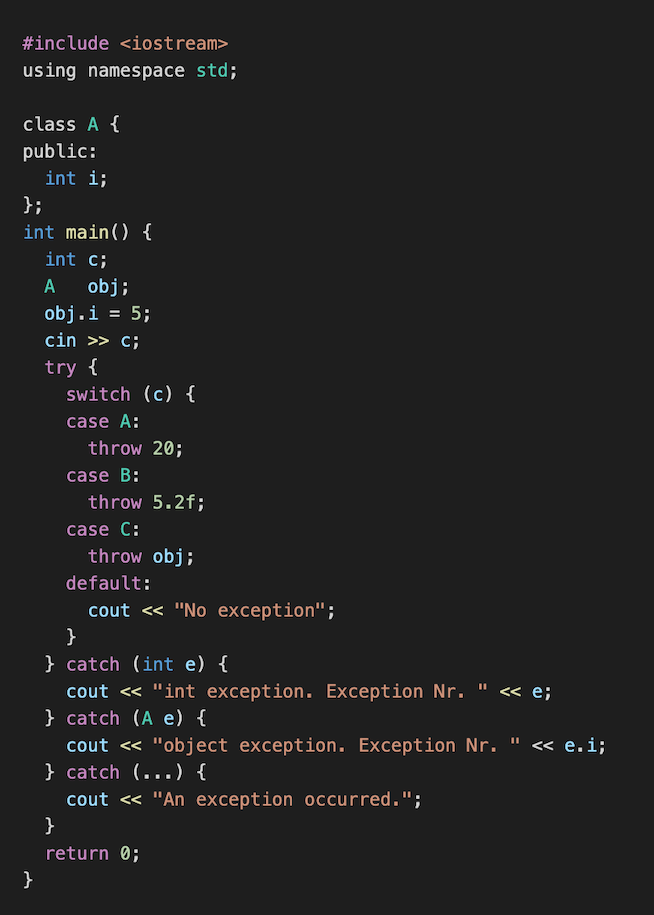 #include <iostream>
using namespace std;

class A {
public:
  int i;
};
int main() {
  int c;
  A   obj;
  obj.i = 5;
  cin >> c;
  try {
    switch (c) {
    case A:
      throw 20;
    case B:
      throw 5.2f;
    case C:
      throw obj;
    default:
      cout << "No exception";
    }
  } catch (int e) {
    cout << "int exception. Exception Nr. " << e;
  } catch (A e) {
    cout << "object exception. Exception Nr. " << e.i;
  } catch (...) {
    cout << "An exception occurred.";
  }
  return 0;
}